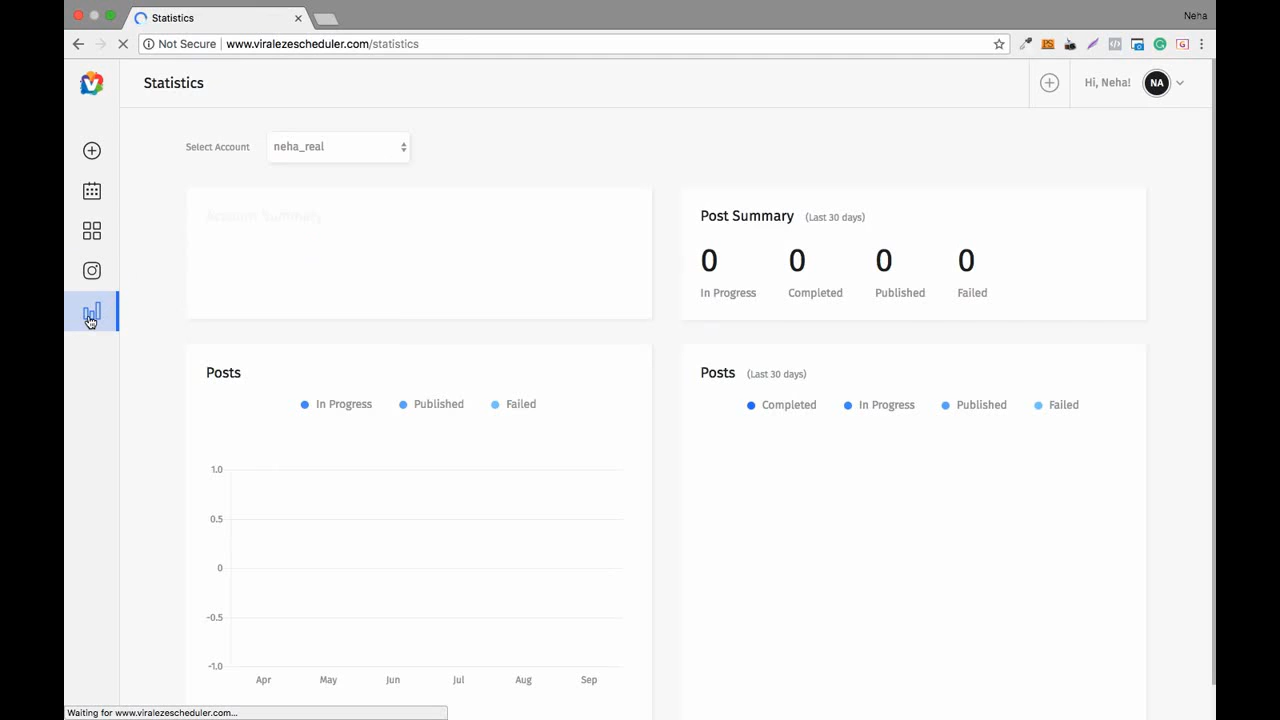 Statistics
Neha
Not Secure
www.viralezescheduler.com/statistics
Statistics
Hi, Neha!
NA
Select Account
neha_real
Account Summary
Post Summary (Last 30 days)
0 0 0 0
In Progress Completed Published Failed
Posts
In Progress Published Failed
1.0
0.5
0
-0.5
-1.0
Apr May Jun Jul Aug Sep
Posts (Last 30 days)
Completed In Progress Published Failed
Waiting for www.viralezescheduler.com...